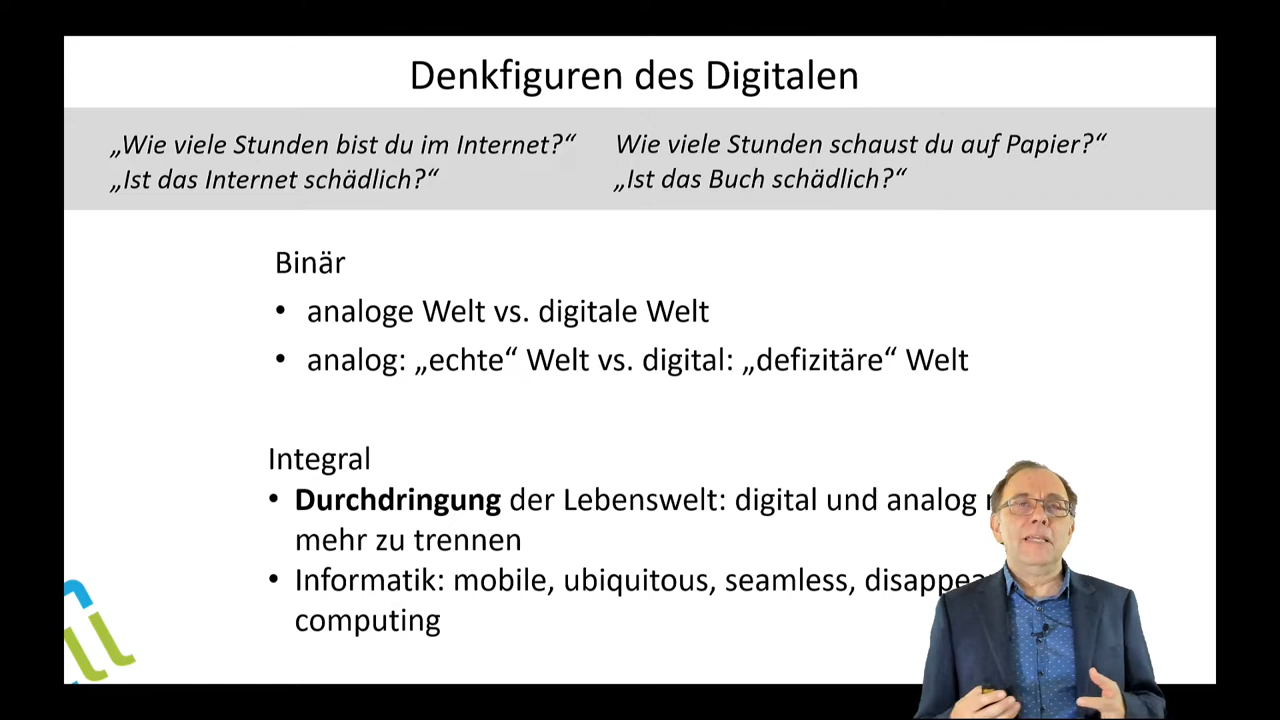 Denkfiguren des Digitalen
„Wie viele Stunden bist du im Internet?“
„Ist das Internet schädlich?“
Wie viele Stunden schaust du auf Papier?“
„Ist das Buch schädlich?“
Binär
• analoge Welt vs. digitale Welt
• analog: „echte“ Welt vs. digital: „defizitäre“ Welt
Integral
• Durchdringung der Lebenswelt: digital und analog
mehr zu trennen
• Informatik: mobile, ubiquitous, seamless,
computing